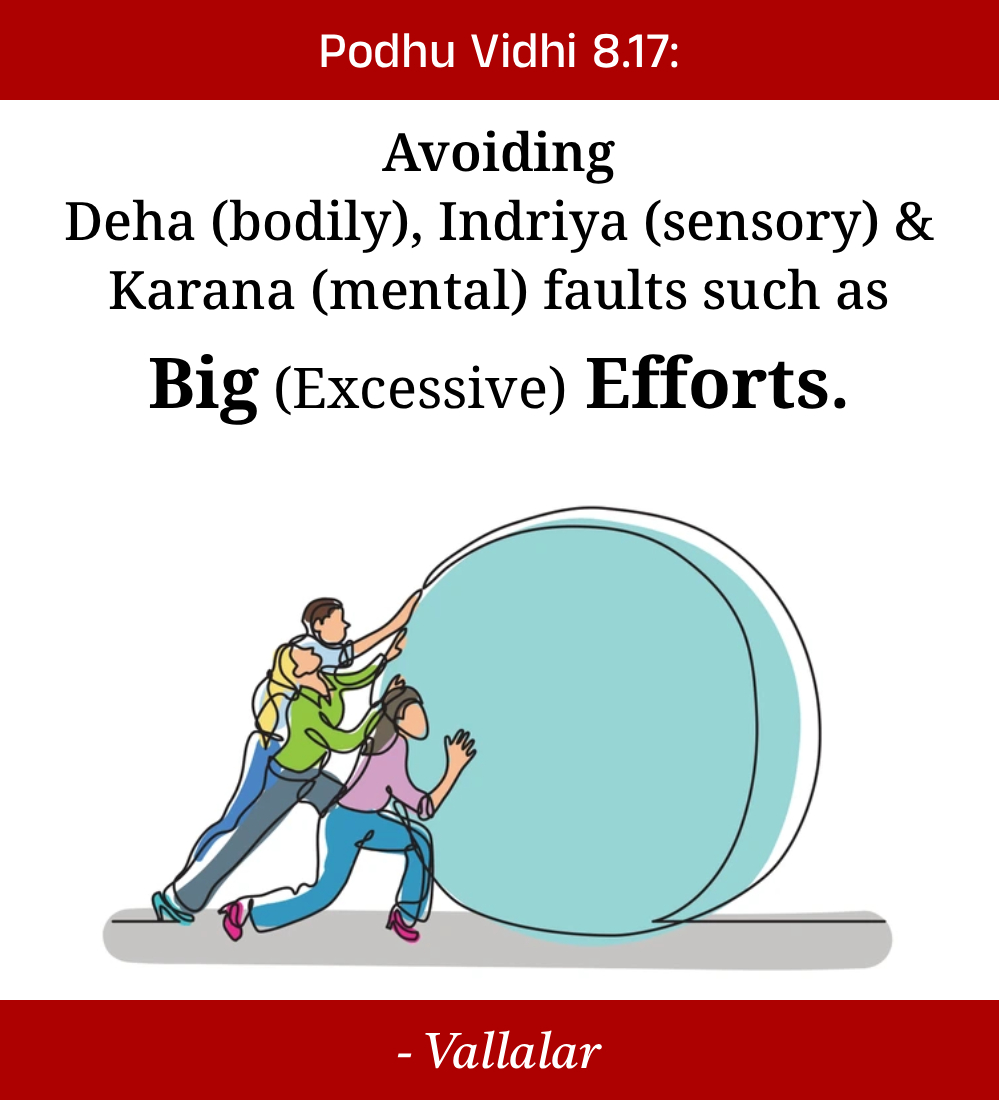 Podhu Vidhi 8.17:
Avoiding
Deha (bodily), Indriya (sensory) &
Karana (mental) faults such as
Big (Excessive) Efforts.
- Vallalar